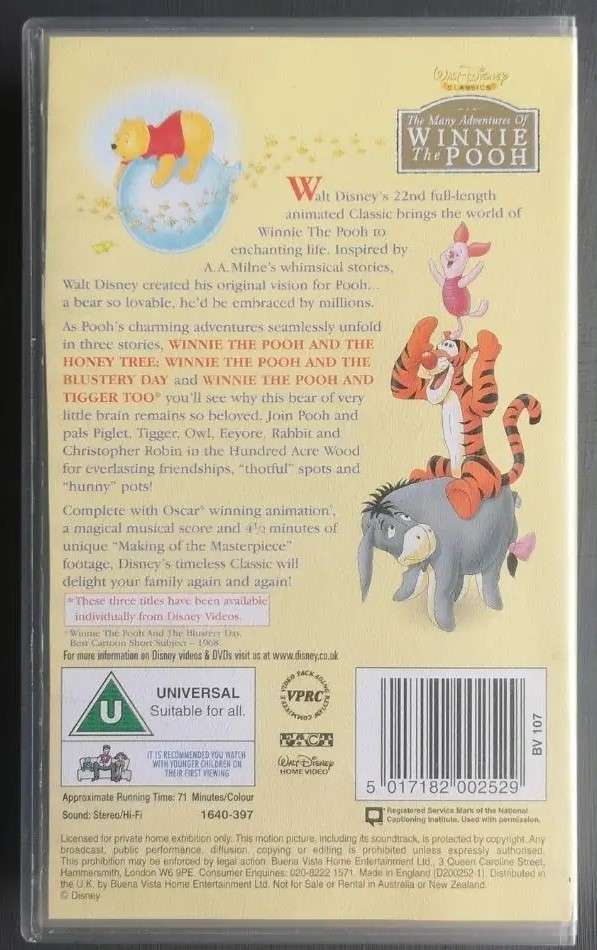 Walt Disney
CLASSICS
The Many Adventures Of
WINNIE
The POOH
Walt Disney's 22nd full-length
animated Classic brings the world of
Winnie The Pooh to
enchanting life. Inspired by
A.A.Milne's whimsical stories,
Walt Disney created his original vision for Pooh...
a bear so lovable, he'd be embraced by millions.
As Pooh's charming adventures seamlessly unfold
in three stories, WINNIE THE POOH AND THE
HONEY TREE; WINNIE THE POOH AND THE
BLUSTERY DAY and WINNIE THE POOH AND
TIGGER TOO* you'll see why this bear of very
little brain remains so beloved. Join Pooh and
pals Piglet, Tigger, Owl, Eeyore, Rabbit and
Christopher Robin in the Hundred Acre Wood
for everlasting friendships, "thotful" spots and
"hunny" pots!
Complete with Oscar® winning animation†,
a magical musical score and 4½ minutes of
unique "Making of the Masterpiece"
footage, Disney's timeless Classic will
delight your family again and again!
*These three titles have been available
individually from Disney Videos.
†Winnie The Pooh And The Blustery Day,
Best Cartoon Short Subject – 1968
For more information on Disney videos & DVDs visit us at www.disney.co.uk
U
UNIVERSAL
Suitable for all.
IT IS RECOMMENDED YOU WATCH
WITH YOUNGER CHILDREN ON
THEIR FIRST VIEWING
VIDEO PACKAGING REVIEW COMMITTEE
VPRC
FACT
Walt Disney
HOME VIDEO
BV 107
5 017182 002529
Approximate Running Time: 71 Minutes/Colour
Sound: Stereo/Hi-Fi 1640-397
Registered Service Mark of the National
Captioning Institute. Used with permission.
Licensed for private home exhibition only. This motion picture, including its soundtrack, is protected by copyright. Any
broadcast, public performance, diffusion, copying or editing is prohibited unless expressly authorised.
This prohibition may be enforced by legal action. Buena Vista Home Entertainment Ltd., 3 Queen Caroline Street,
Hammersmith, London W6 9PE. Consumer Enquiries: 020-8222 1571. Made in England (D200252-1). Distributed in
the U.K. by Buena Vista Home Entertainment Ltd. Not for Sale or Rental in Australia or New Zealand.
© Disney